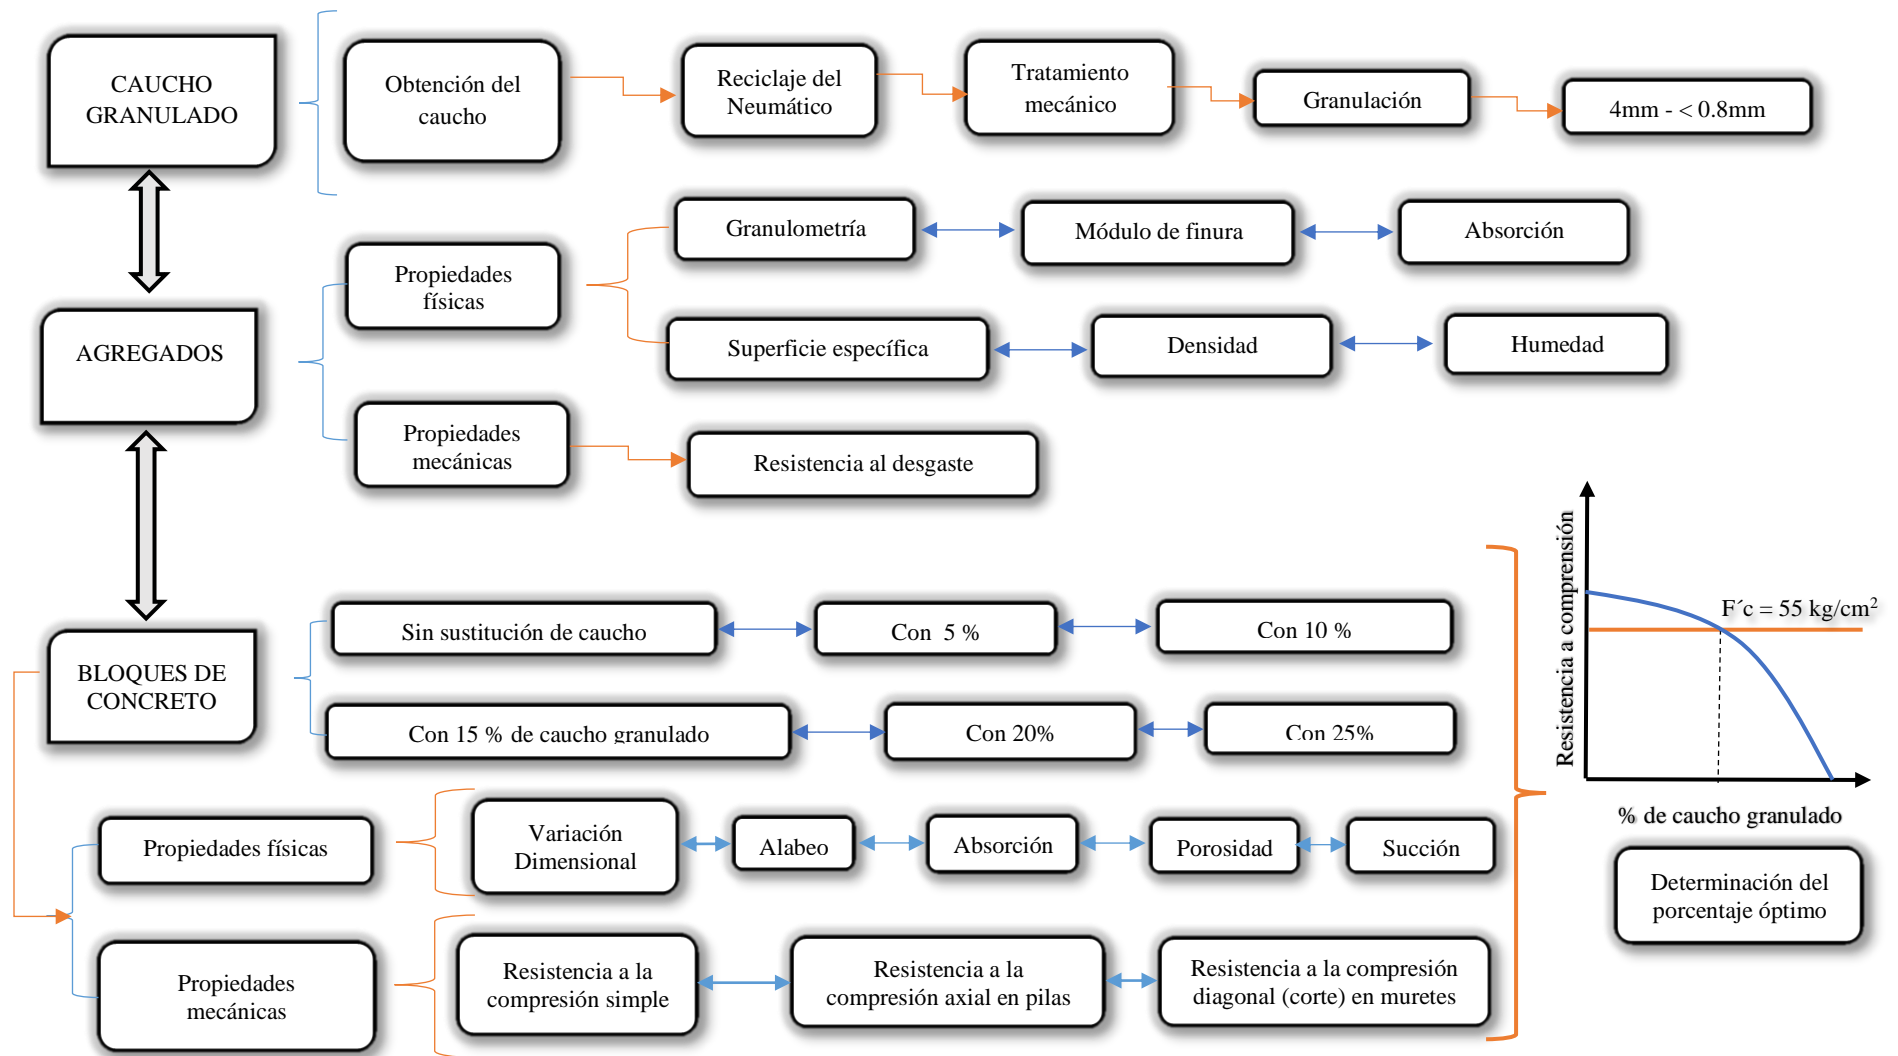 CAUCHO
GRANULADO
Obtención del
caucho
Reciclaje del
Neumático
Tratamiento
mecánico
Granulación
4mm - < 0.8mm
AGREGADOS
Propiedades
físicas
Granulometría
Módulo de finura
Absorción
Superficie específica
Densidad
Humedad
Propiedades
mecánicas
Resistencia al desgaste
BLOQUES DE
CONCRETO
Sin sustitución de caucho
Con 5 %
Con 10 %
Con 15 % de caucho granulado
Con 20%
Con 25%
Propiedades físicas
Variación
Dimensional
Alabeo
Absorción
Porosidad
Succión
Propiedades
mecánicas
Resistencia a la
compresión simple
Resistencia a la
compresión axial en pilas
Resistencia a la compresión
diagonal (corte) en muretes
Resistencia a comprensión
F´c = 55 kg/cm²
% de caucho granulado
Determinación del
porcentaje óptimo